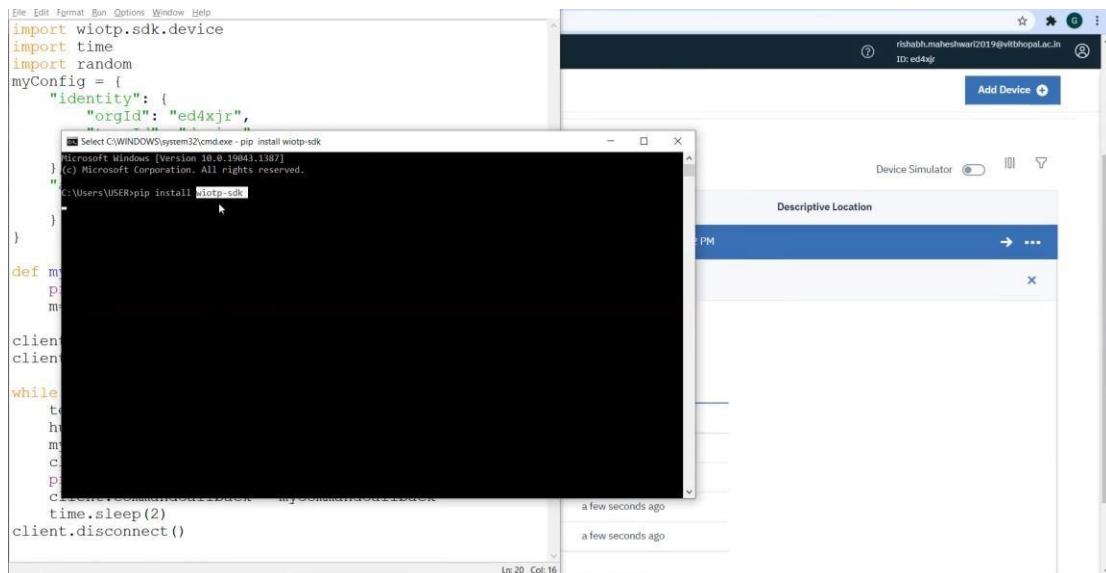 File Edit Format Run Options Window Help
import wiotp.sdk.device
import time
import random
myConfig = {
"identity": {
"orgId": "ed4xjr",
}
"
}
}
def
client
client
while
client.commandCallback = myCommandCallback
time.sleep(2)
client.disconnect()
Ln: 20 Col: 16
Select C:\WINDOWS\system32\cmd.exe - pip install wiotp-sdk
Microsoft Windows [Version 10.0.19043.1387]
(c) Microsoft Corporation. All rights reserved.
C:\Users\USER>pip install wiotp-sdk
G
rishabh.maheshwari2019@vitbhopal.ac.in
ID: ed4xjr
Add Device
Device Simulator
Descriptive Location
PM
a few seconds ago
a few seconds ago